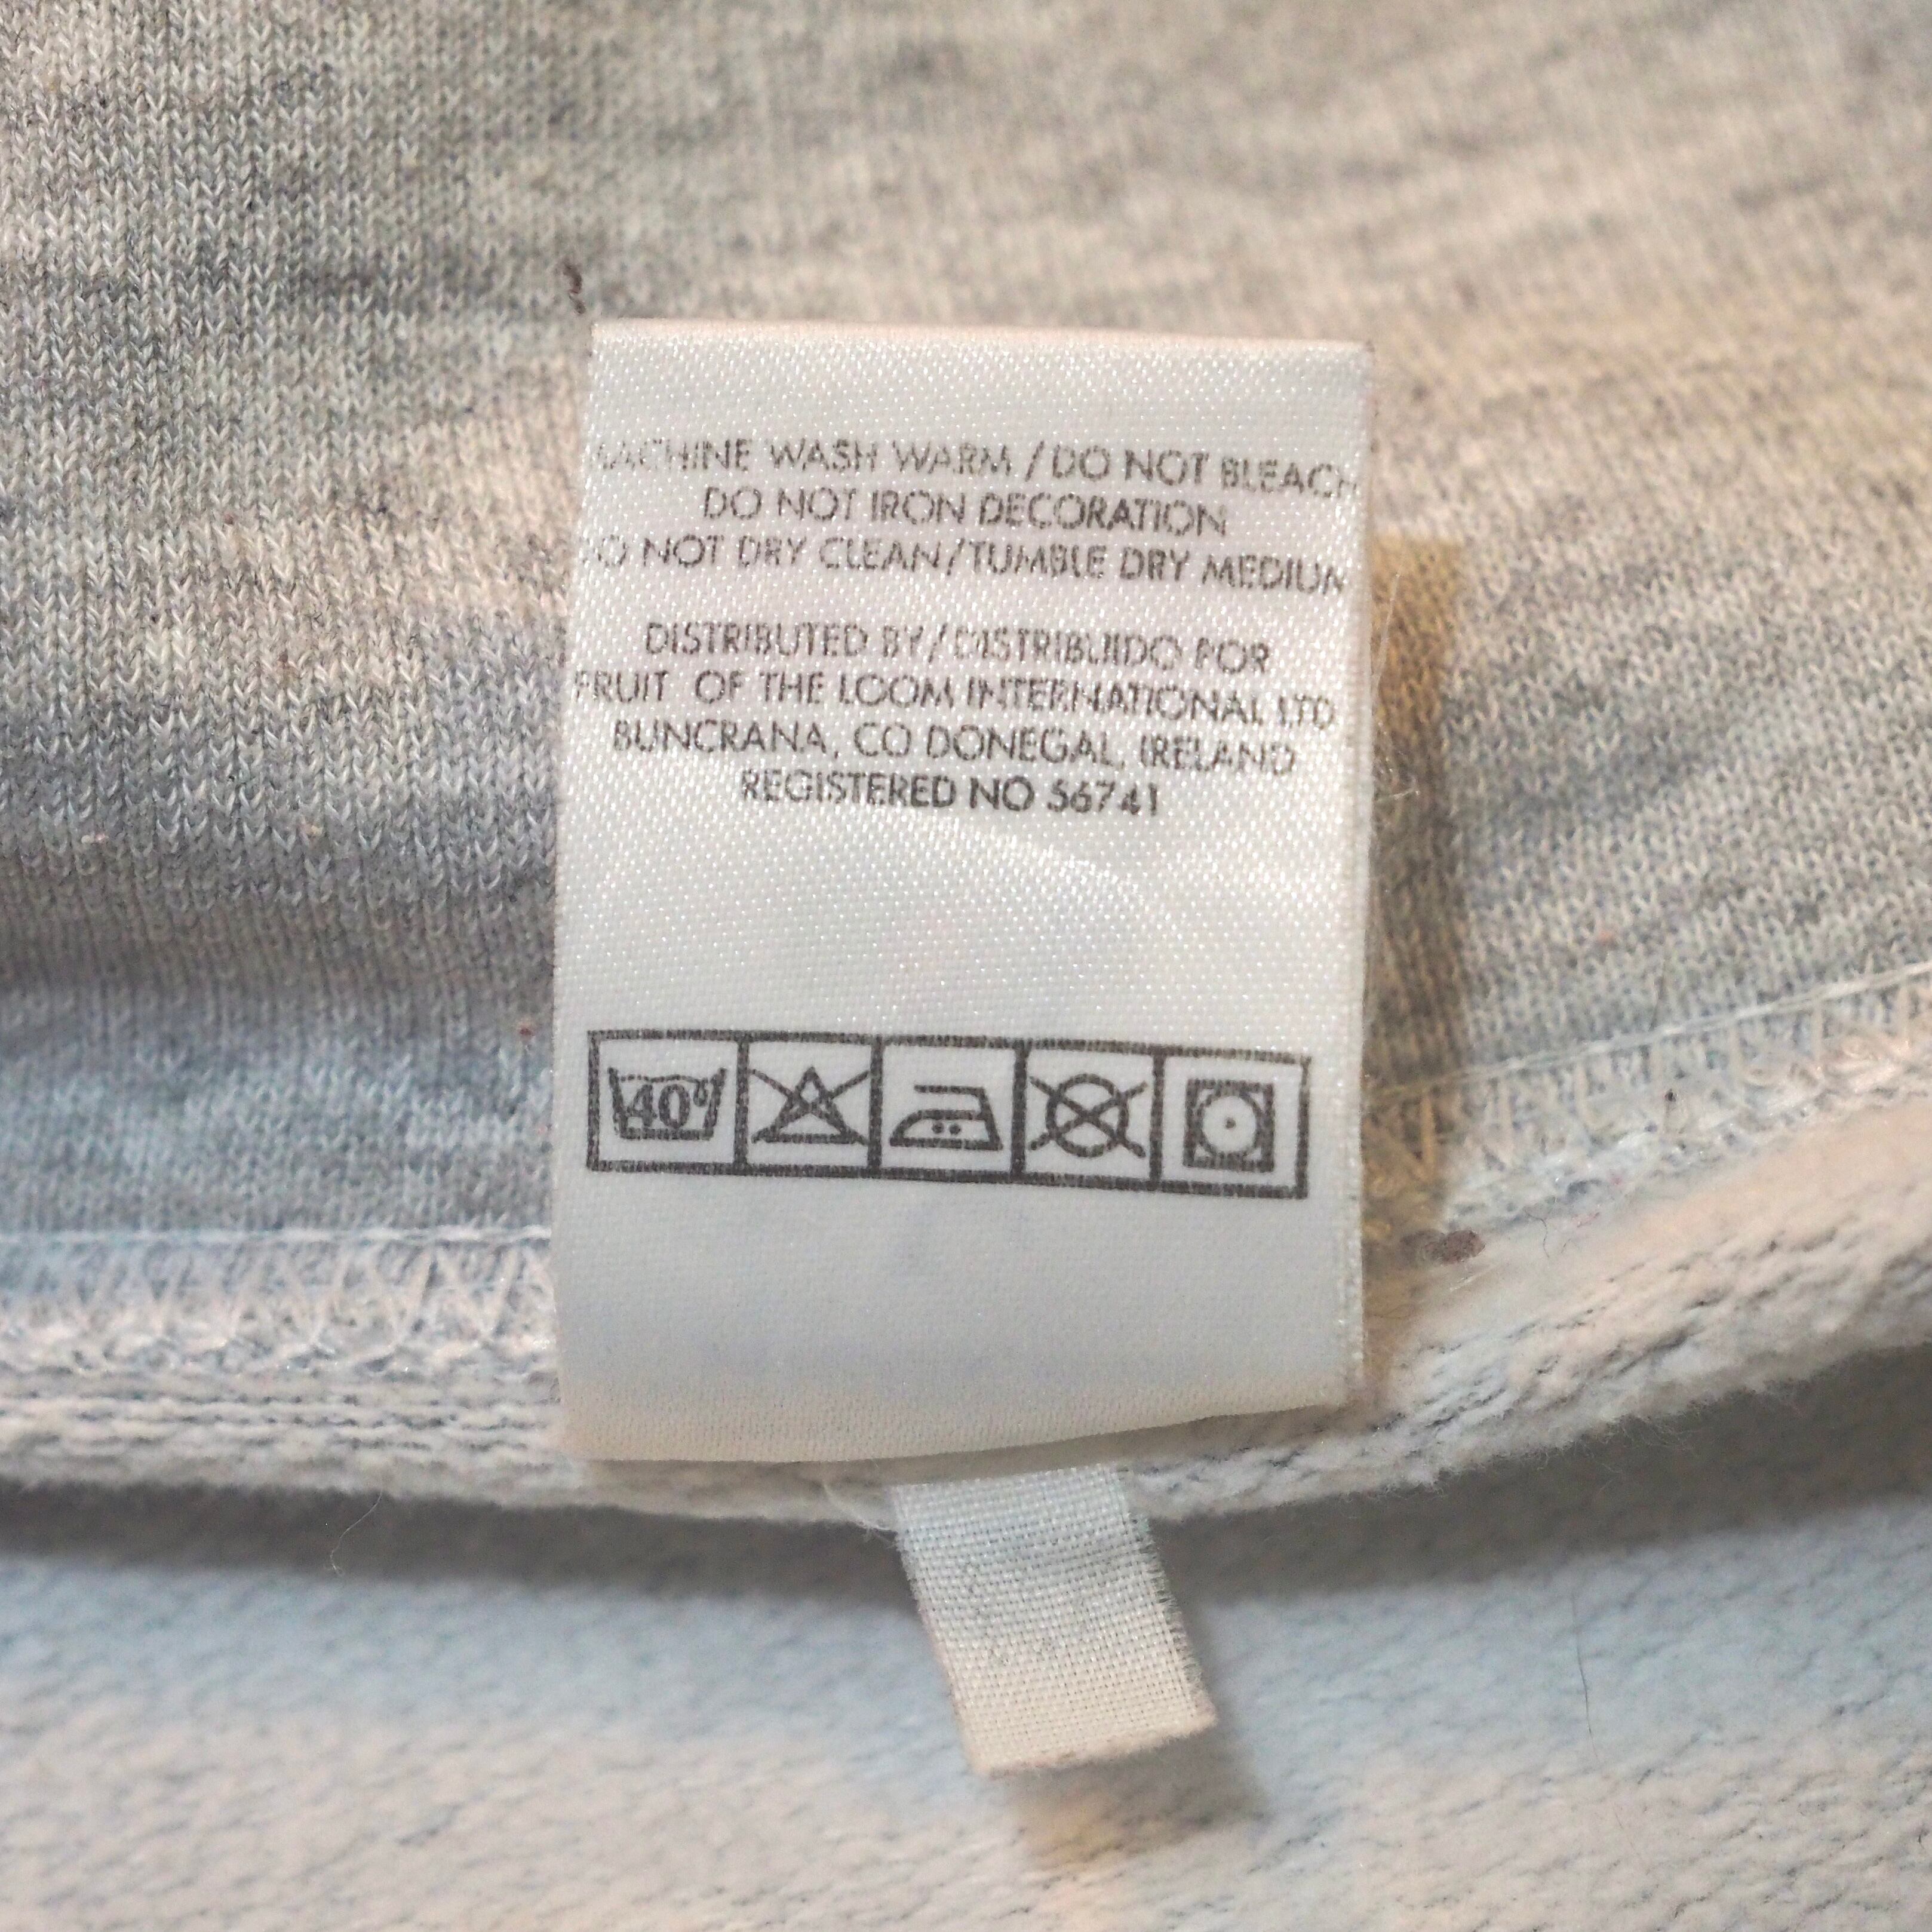 MACHINE WASH WARM / DO NOT BLEACH
DO NOT IRON DECORATION
DO NOT DRY CLEAN/TUMBLE DRY MEDIUM
DISTRIBUTED BY/DISTRIBUIDO POR
FRUIT OF THE LOOM INTERNATIONAL LTD
BUNCRANA, CO DONEGAL, IRELAND
REGISTERED NO 56741
40°